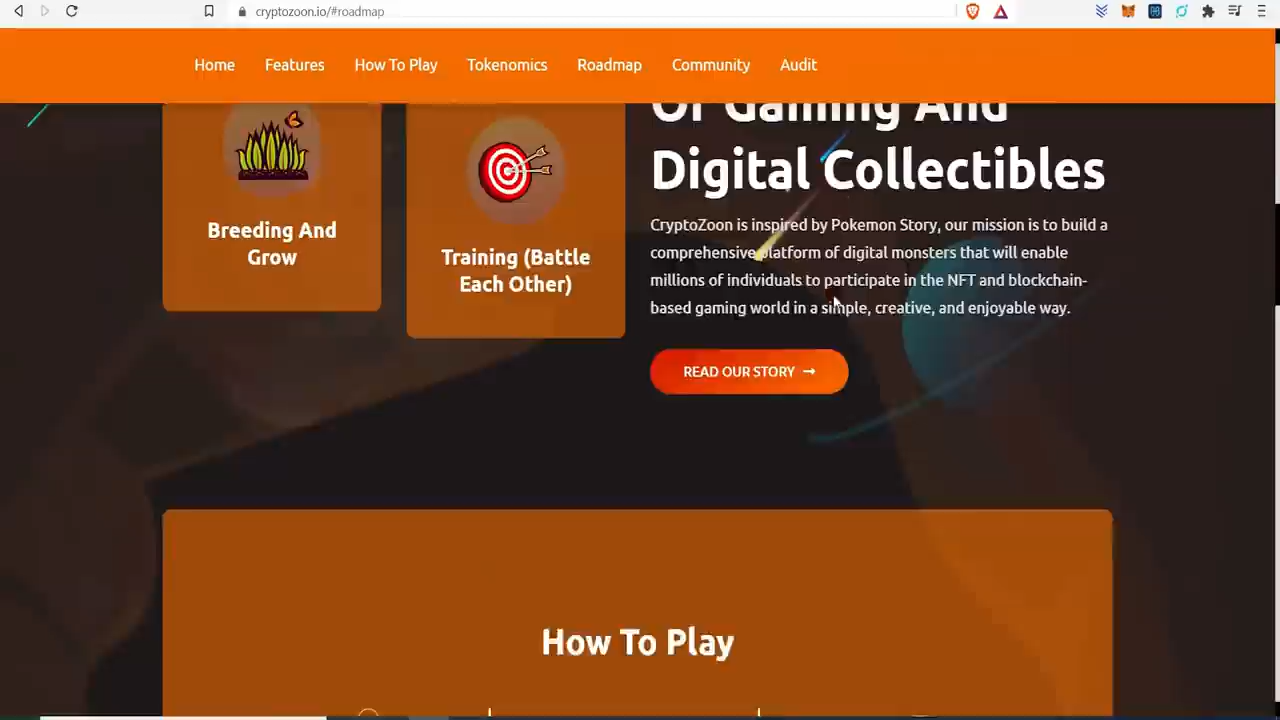 cryptozoon.io/#roadmap
Home Features How To Play Tokenomics Roadmap Community Audit
Of Gaming And
Digital Collectibles
Breeding And
Grow
Training (Battle
Each Other)
CryptoZoon is inspired by Pokemon Story, our mission is to build a
comprehensive platform of digital monsters that will enable
millions of individuals to participate in the NFT and blockchain-
based gaming world in a simple, creative, and enjoyable way.
READ OUR STORY
How To Play